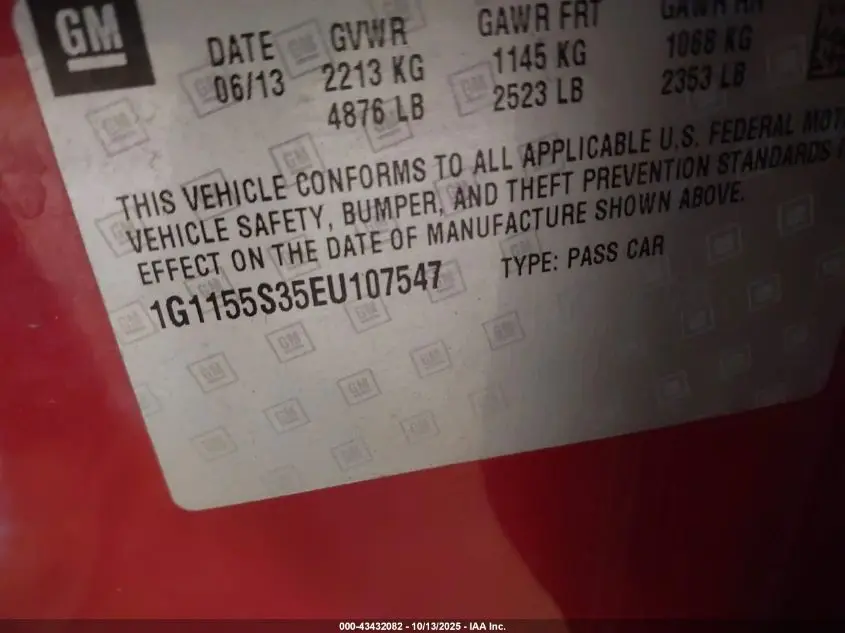 GM
DATE GVWR GAWR FRT GAWR RR
06/13 2213 KG 1145 KG 1068 KG
4876 LB 2523 LB 2353 LB
THIS VEHICLE CONFORMS TO ALL APPLICABLE U.S. FEDERAL MOT
VEHICLE SAFETY, BUMPER, AND THEFT PREVENTION STANDARDS
EFFECT ON THE DATE OF MANUFACTURE SHOWN ABOVE.
1G1155S35EU107547 TYPE: PASS CAR
000-43432082 - 10/13/2025 - IAA Inc.